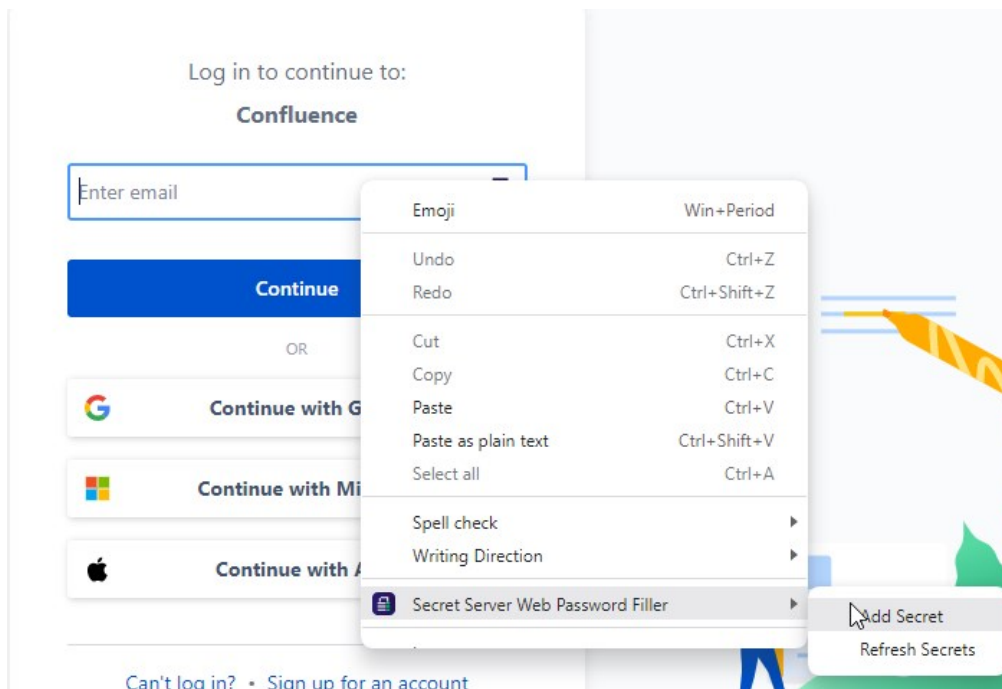 Log in to continue to:
Confluence
Enter email
Continue
OR
Continue with G
Continue with Mi
Continue with A
Can't log in? • Sign up for an account
Emoji Win+Period
Undo Ctrl+Z
Redo Ctrl+Shift+Z
Cut Ctrl+X
Copy Ctrl+C
Paste Ctrl+V
Paste as plain text Ctrl+Shift+V
Select all Ctrl+A
Spell check
Writing Direction
Secret Server Web Password Filler
Add Secret
Refresh Secrets